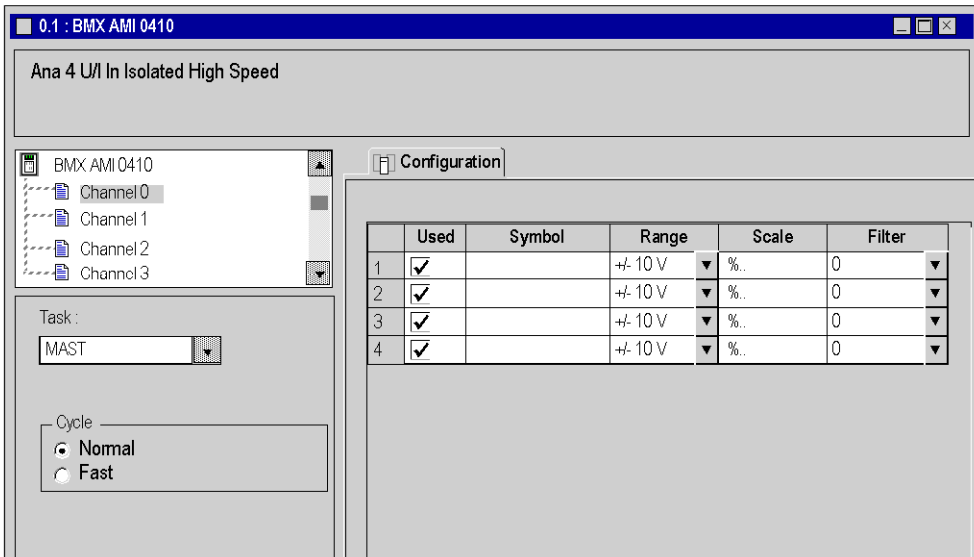 0.1 : BMX AMI 0410
Ana 4 U/I In Isolated High Speed
BMX AMI 0410
Channel 0
Channel 1
Channel 2
Channel 3
Configuration
Used Symbol Range Scale Filter
1 +/- 10 V %.. 0
2 +/- 10 V %.. 0
3 +/- 10 V %.. 0
4 +/- 10 V %.. 0
Task :
MAST
Cycle
Normal
Fast